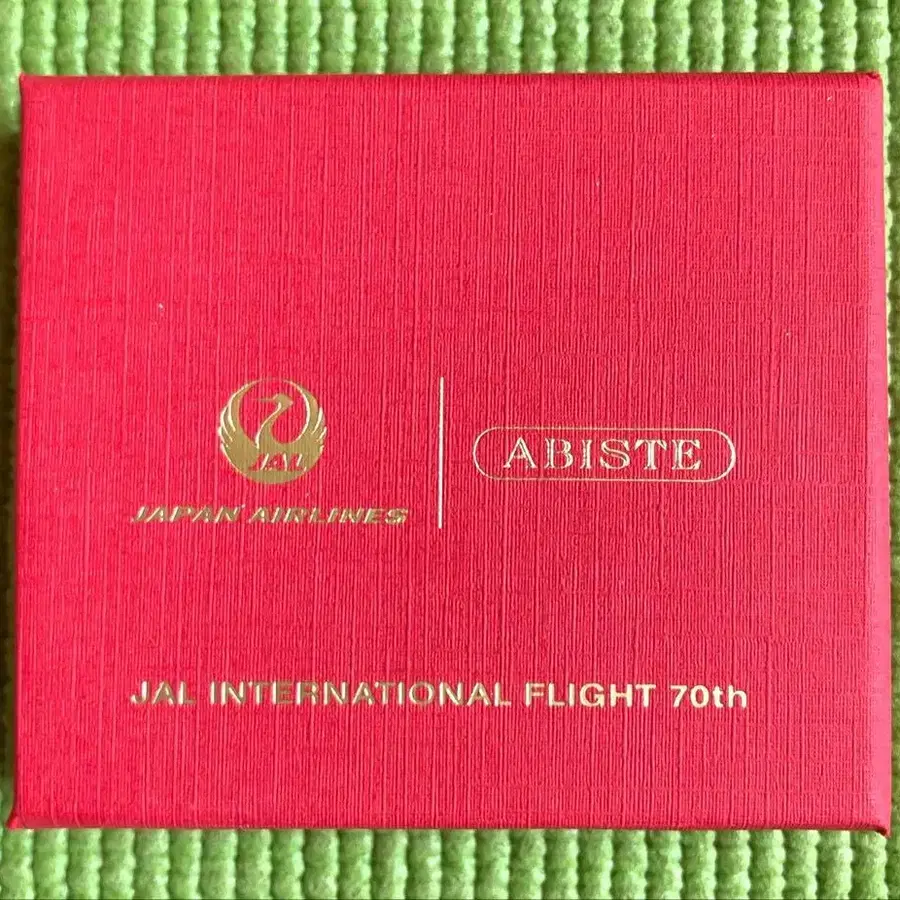 JAL
JAPAN AIRLINES
ABISTE
JAL INTERNATIONAL FLIGHT 70th